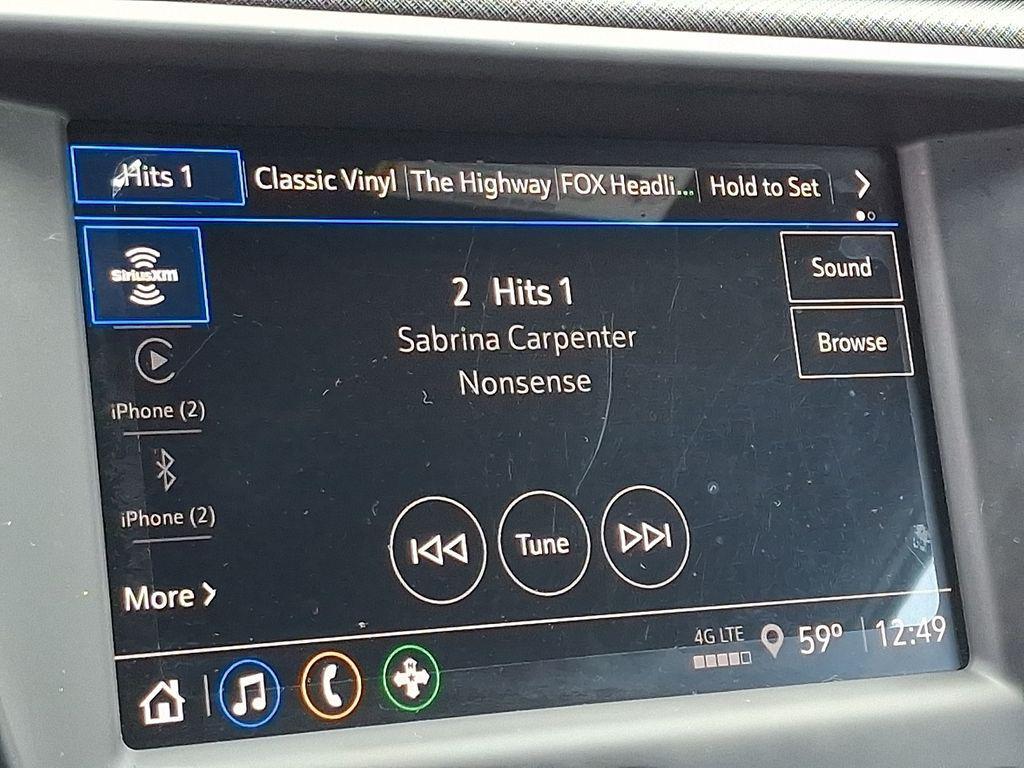 Hits 1
Classic Vinyl
The Highway
FOX Headli...
Hold to Set
SiriusXM
2 Hits 1
Sabrina Carpenter
Nonsense
Sound
Browse
iPhone (2)
iPhone (2)
More
Tune
4G LTE
59°
12:49